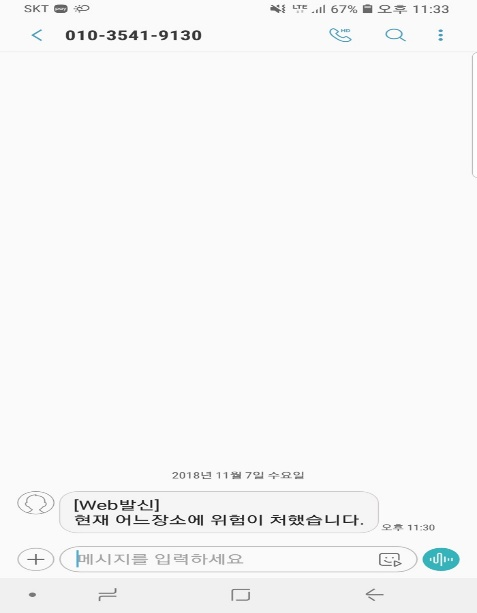 SKT
LTE 67% 오후 11:33
010-3541-9130
HD
2018년 11월 7일 수요일
[Web발신]
현재 어느장소에 위험이 처했습니다.
오후 11:30
메시지를 입력하세요